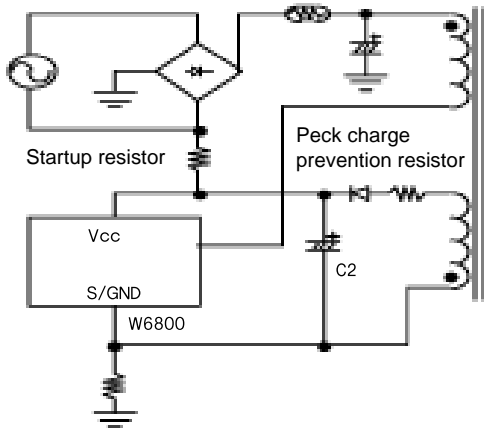 Peck charge
Startup resistor
prevention resistor
Vcc
C2
S/GND
W6800